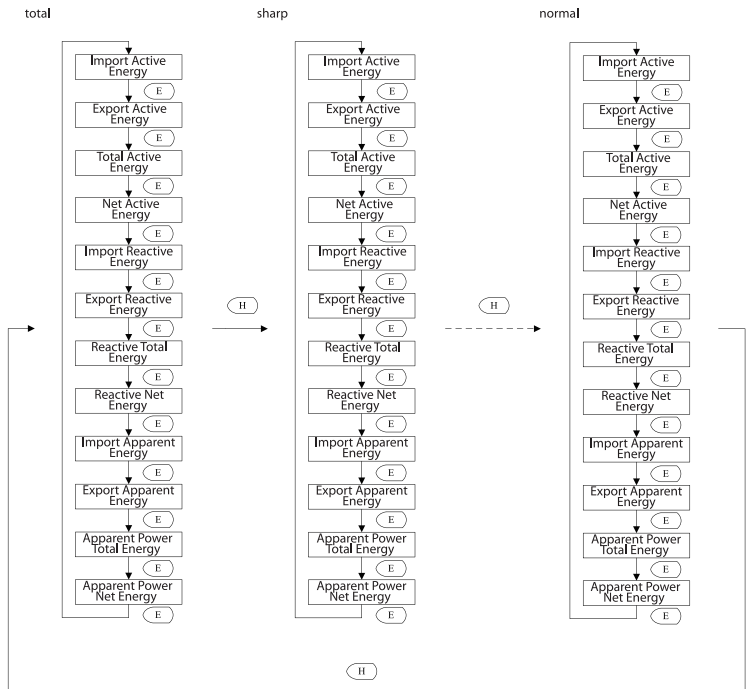 total
Import Active
Energy
E
Export Active
Energy
E
Total Active
Energy
E
Net Active
Energy
E
Import Reactive
Energy
E
Export Reactive
Energy
E
Reactive Total
Energy
E
Reactive Net
Energy
E
Import Apparent
Energy
E
Export Apparent
Energy
E
Apparent Power
Total Energy
E
Apparent Power
Net Energy
E
H
sharp
Import Active
Energy
E
Export Active
Energy
E
Total Active
Energy
E
Net Active
Energy
E
Import Reactive
Energy
E
Export Reactive
Energy
E
Reactive Total
Energy
E
Reactive Net
Energy
E
Import Apparent
Energy
E
Export Apparent
Energy
E
Apparent Power
Total Energy
E
Apparent Power
Net Energy
E
H
normal
Import Active
Energy
E
Export Active
Energy
E
Total Active
Energy
E
Net Active
Energy
E
Import Reactive
Energy
E
Export Reactive
Energy
E
Reactive Total
Energy
E
Reactive Net
Energy
E
Import Apparent
Energy
E
Export Apparent
Energy
E
Apparent Power
Total Energy
E
Apparent Power
Net Energy
E
H